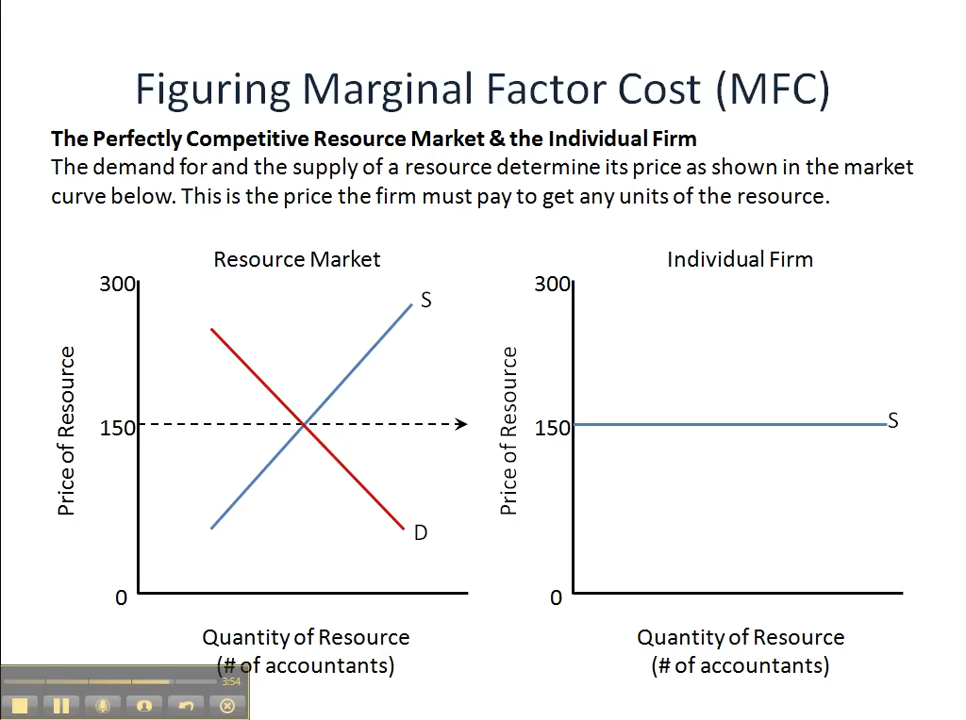 Figuring Marginal Factor Cost (MFC)
The Perfectly Competitive Resource Market & the Individual Firm
The demand for and the supply of a resource determine its price as shown in the market
curve below. This is the price the firm must pay to get any units of the resource.
Resource Market
300
S
150
Price of Resource
D
0
Quantity of Resource
(# of accountants)
Individual Firm
300
150
S
Price of Resource
0
Quantity of Resource
(# of accountants)
3:54